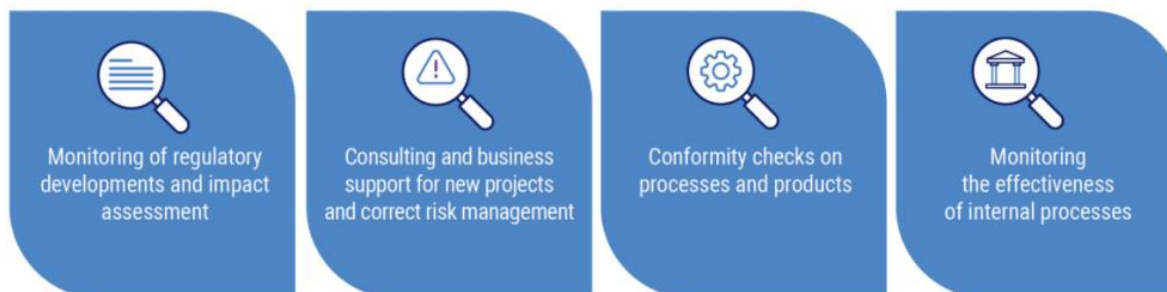 Monitoring of regulatory
developments and impact
assessment
Consulting and business
support for new projects
and correct risk management
Conformity checks on
processes and products
Monitoring
the effectiveness
of internal processes